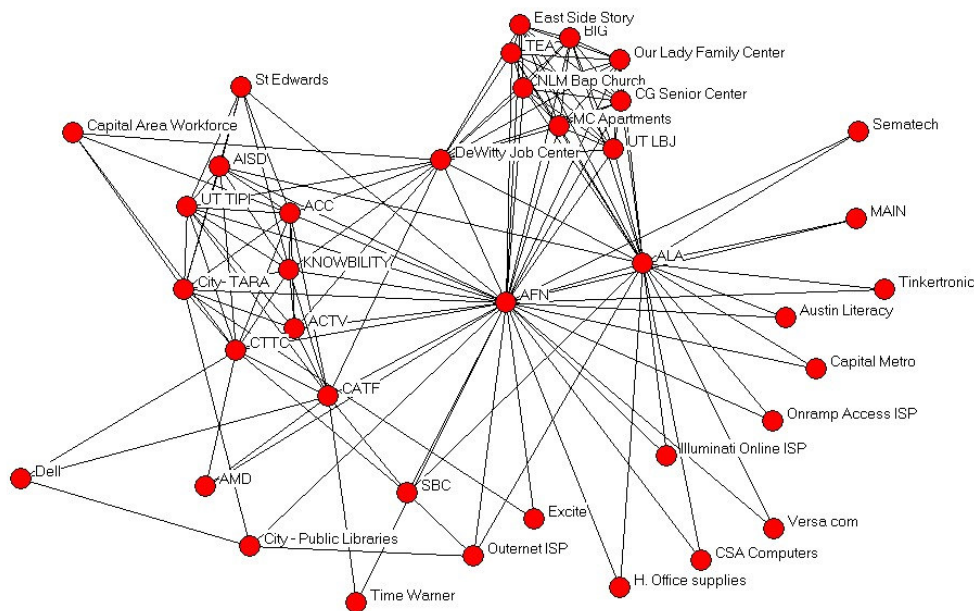 East Side Story
BIG
LTEA
Our Lady Family Center
St Edwards
NLM Bap Church
CG Senior Center
MC Apartments
Capital Area Workforce
Sematech
UT LBJ
AISD
DeWitty Job Center
UT TIPI
ACC
MAIN
KNOWBILITY
ALA
City- TARA
Tinkertronic
AFN
Austin Literacy
ACTV
CTTC
Capital Metro
CATF
Onramp Access ISP
Illuminati Online ISP
Dell
AMD
SBC
Excite
Versa com
City - Public Libraries
Outernet ISP
CSA Computers
H. Office supplies
Time Warner